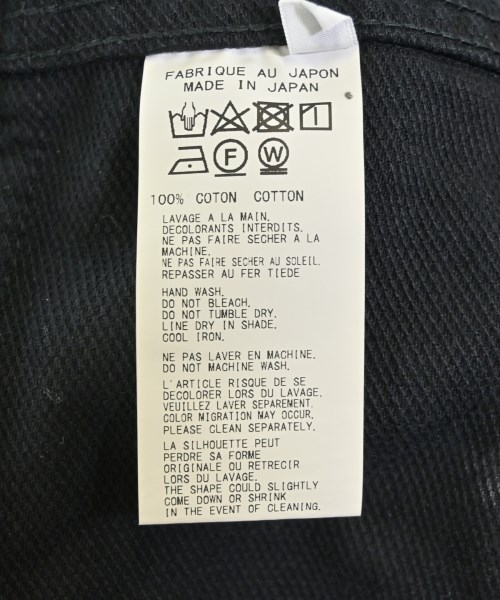 FABRIQUE AU JAPON
MADE IN JAPAN
F
W
100% COTON COTTON
LAVAGE A LA MAIN.
DECOLORANTS INTERDITS.
NE PAS FAIRE SECHER A LA
MACHINE.
NE PAS FAIRE SECHER AU SOLEIL.
REPASSER AU FER TIEDE
HAND WASH.
DO NOT BLEACH.
DO NOT TUMBLE DRY.
LINE DRY IN SHADE.
COOL IRON.
NE PAS LAVER EN MACHINE.
DO NOT MACHINE WASH.
L'ARTICLE RISQUE DE SE
DECOLORER LORS DU LAVAGE.
VEUILLEZ LAVER SEPAREMENT.
COLOR MIGRATION MAY OCCUR.
PLEASE CLEAN SEPARATELY.
LA SILHOUETTE PEUT
PERDRE SA FORME
ORIGINALE OU RETRECIR
LORS DU LAVAGE.
THE SHAPE COULD SLIGHTLY
COME DOWN OR SHRINK
IN THE EVENT OF CLEANING.